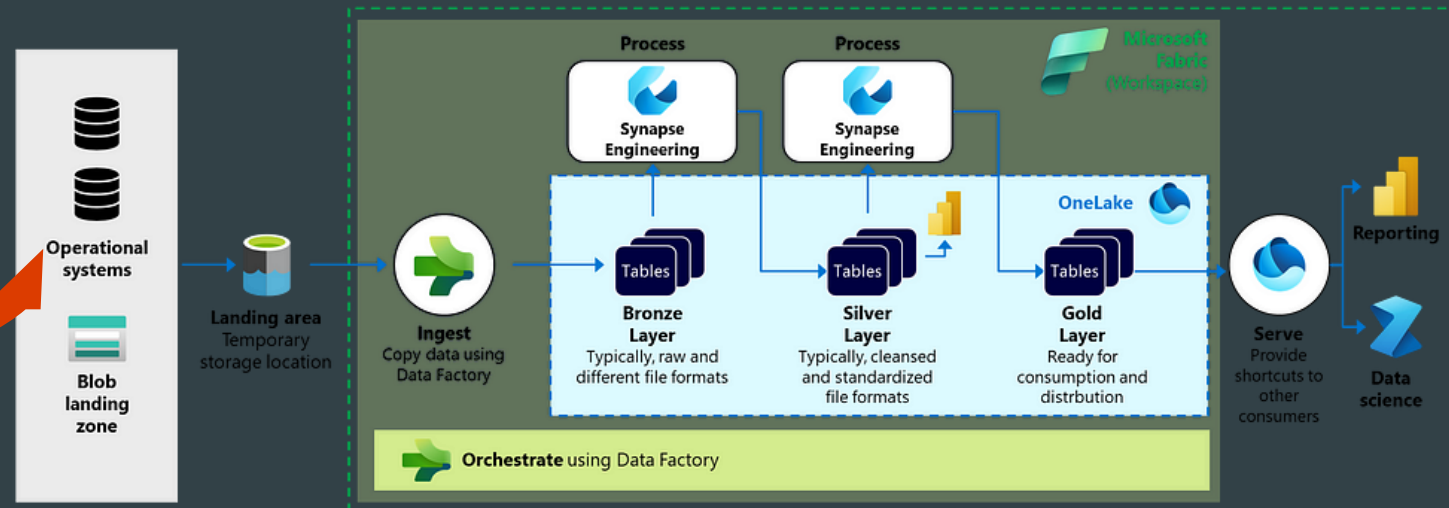 Process
Process
Microsoft
Fabric
(Workspace)
Synapse
Engineering
Synapse
Engineering
OneLake
Operational
systems
Tables
Tables
Tables
Reporting
Landing area
Temporary
storage location
Ingest
Copy data using
Data Factory
Bronze
Layer
Typically, raw and
different file formats
Silver
Layer
Typically, cleansed
and standardized
file formats
Gold
Layer
Ready for
consumption and
distrbution
Serve
Provide
shortcuts to
other
consumers
Blob
landing
zone
Data
science
Orchestrate using Data Factory